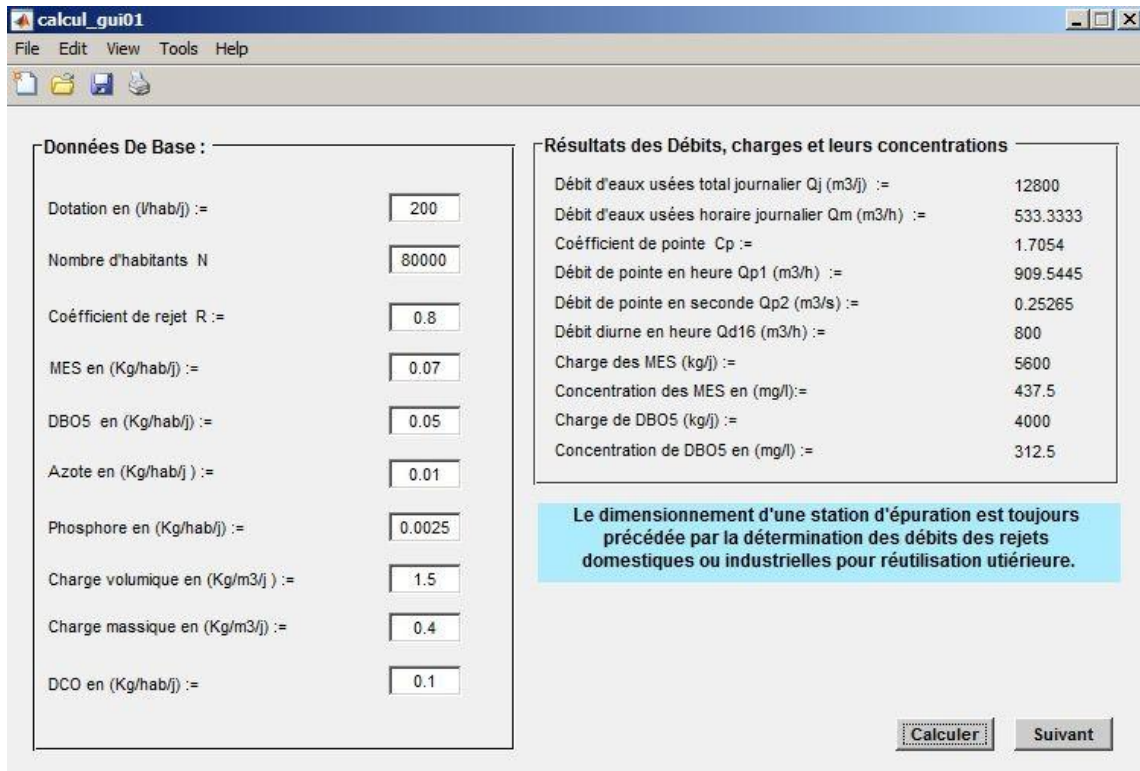 calcul_gui01
File Edit View Tools Help
Données De Base :
Dotation en (l/hab/j) := 200
Nombre d'habitants N 80000
Coéfficient de rejet R := 0.8
MES en (Kg/hab/j) := 0.07
DBO5 en (Kg/hab/j) := 0.05
Azote en (Kg/hab/j ) := 0.01
Phosphore en (Kg/hab/j) := 0.0025
Charge volumique en (Kg/m3/j ) := 1.5
Charge massique en (Kg/m3/j) := 0.4
DCO en (Kg/hab/j) := 0.1
Résultats des Débits, charges et leurs concentrations
Débit d'eaux usées total journalier Qj (m3/j) := 12800
Débit d'eaux usées horaire journalier Qm (m3/h) := 533.3333
Coéfficient de pointe Cp := 1.7054
Débit de pointe en heure Qp1 (m3/h) := 909.5445
Débit de pointe en seconde Qp2 (m3/s) := 0.25265
Débit diurne en heure Qd16 (m3/h) := 800
Charge des MES (kg/j) := 5600
Concentration des MES en (mg/l):= 437.5
Charge de DBO5 (kg/j) := 4000
Concentration de DBO5 en (mg/l) := 312.5
Le dimensionnement d'une station d'épuration est toujours
précédée par la détermination des débits des rejets
domestiques ou industrielles pour réutilisation utiérieure.
Calculer Suivant